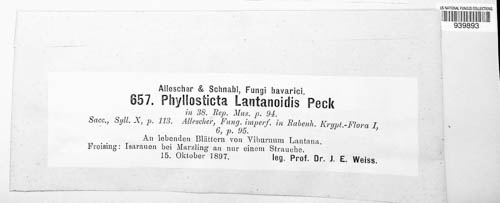 US NATIONAL FUNGUS COLLECTIONS
939893
Allescher & Schnabl, Fungi bavarici.
657. Phyllosticta Lantanoidis Peck
in 38. Rep. Mus. p. 94.
Sacc., Syll. X, p. 113. Allescher, Fung. imperf. in Rabenh. Krypt.-Flora I,
6, p. 95.
An lebenden Blättern von Viburnum Lantana.
Freising: Isarauen bei Marzling an nur einem Strauche.
15. Oktober 1897. leg. Prof. Dr. J. E. Weiss.